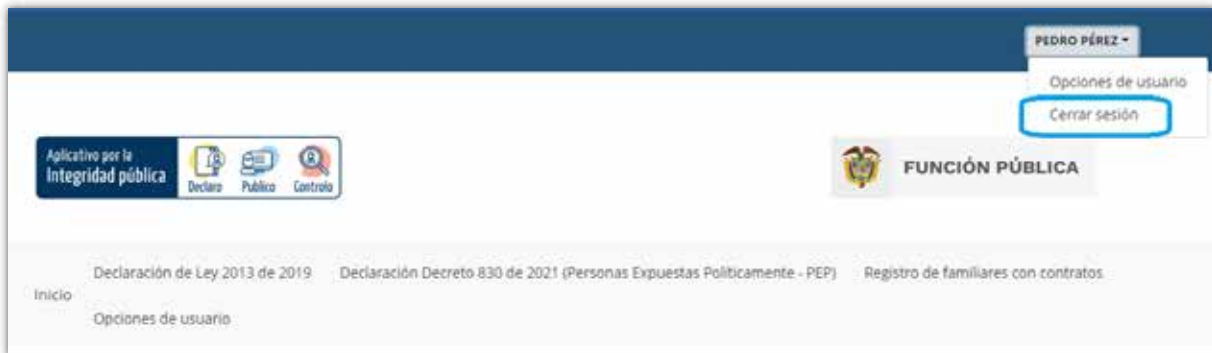 PEDRO PÉREZ
Opciones de usuario
Cerrar sesión
Aplicativo por la
Integridad pública
Declaro Publico Controlo
FUNCIÓN PÚBLICA
Declaración de Ley 2013 de 2019 Declaración Decreto 830 de 2021 (Personas Expuestas Políticamente - PEP) Registro de familiares con contratos
Inicio
Opciones de usuario